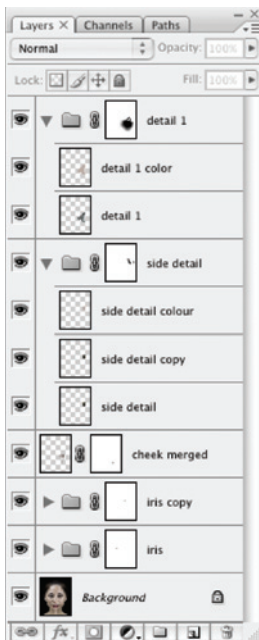 Layers × Channels Paths
Normal Opacity: 100%
Lock: Fill: 100%
detail 1
detail 1 color
detail 1
side detail
side detail colour
side detail copy
side detail
cheek merged
iris copy
iris
Background
fx.